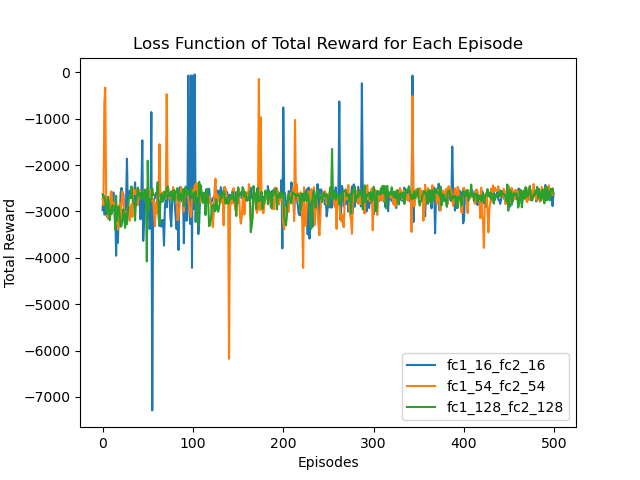 Loss Function of Total Reward for Each Episode
0
−1000
−2000
−3000
−4000
−5000
−6000
−7000
Total Reward
fc1_16_fc2_16
fc1_54_fc2_54
fc1_128_fc2_128
0 100 200 300 400 500
Episodes